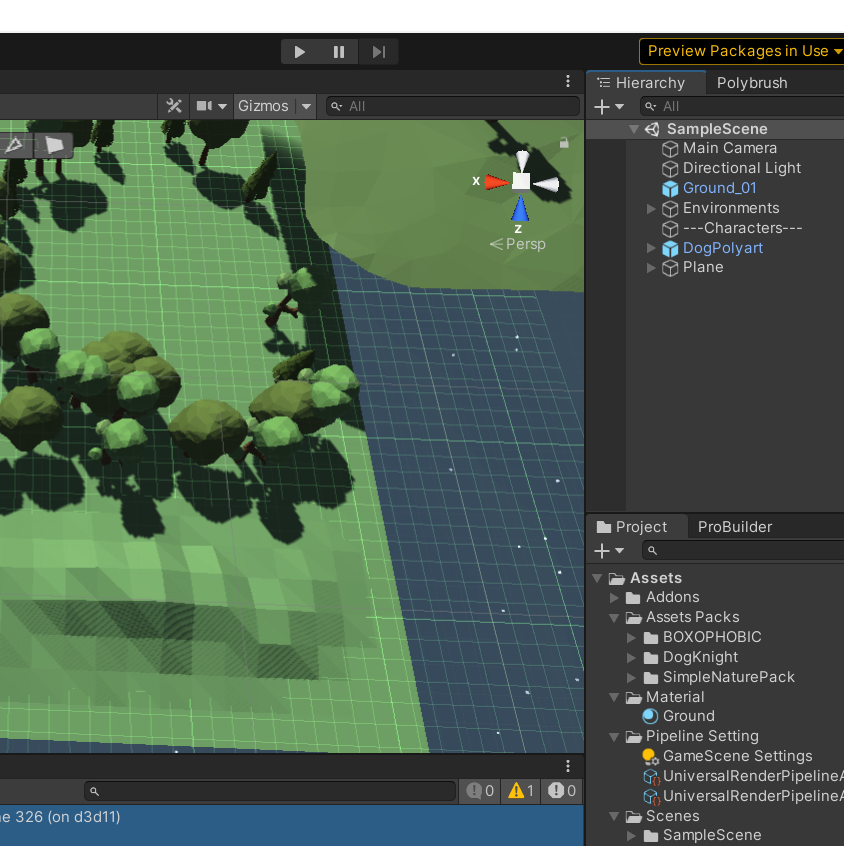 Preview Packages in Use
Hierarchy
Polybrush
Gizmos
All
All
SampleScene
Main Camera
Directional Light
Ground_01
Environments
---Characters---
DogPolyart
Plane
x
z
Persp
Project
ProBuilder
Assets
Addons
Assets Packs
BOXOPHOBIC
DogKnight
SimpleNaturePack
Material
Ground
Pipeline Setting
GameScene Settings
UniversalRenderPipelineA
UniversalRenderPipelineA
Scenes
SampleScene
0 1 0
ne 326 (on d3d11)